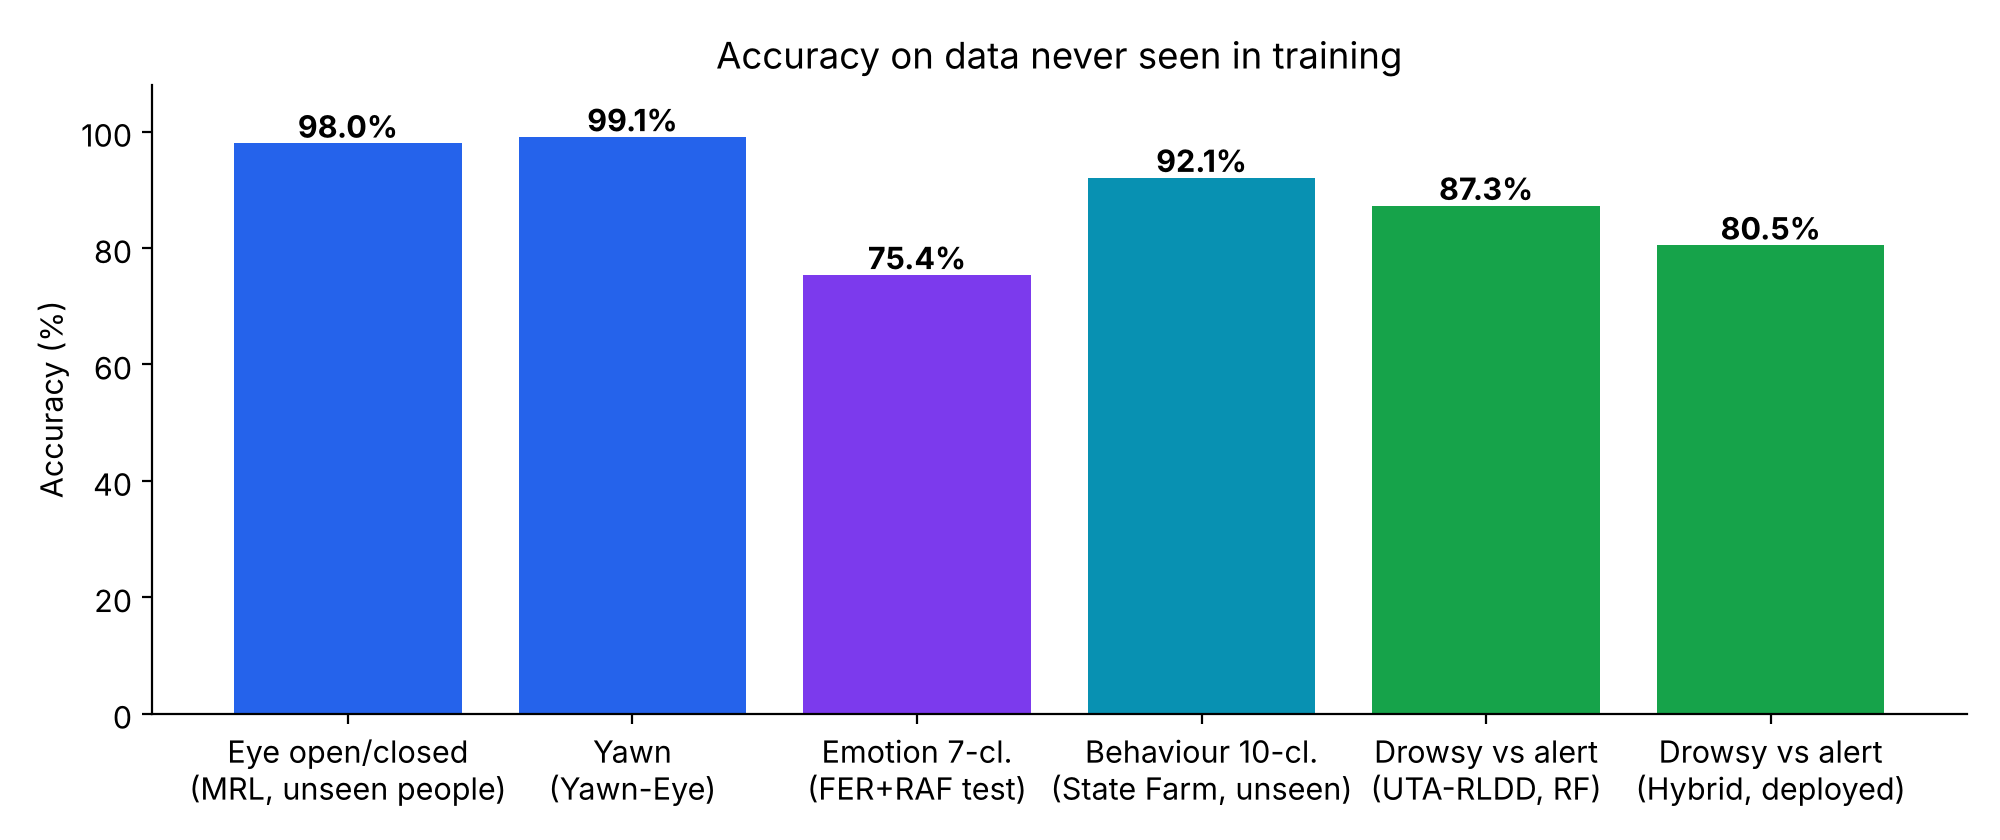 Accuracy on data never seen in training
98.0%
99.1%
75.4%
92.1%
87.3%
80.5%
Accuracy (%)
100
80
60
40
20
0
Eye open/closed
(MRL, unseen people)
Yawn
(Yawn-Eye)
Emotion 7-cl.
(FER+RAF test)
Behaviour 10-cl.
(State Farm, unseen)
Drowsy vs alert
(UTA-RLDD, RF)
Drowsy vs alert
(Hybrid, deployed)